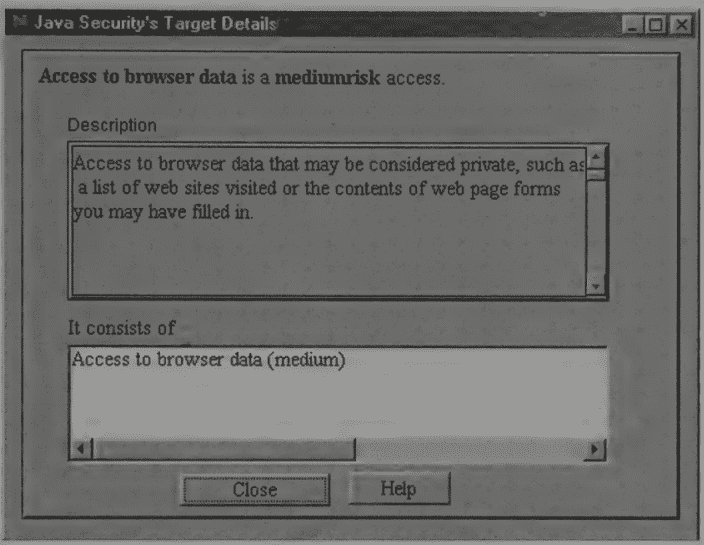 Java Security's Target Details
Access to browser data is a mediumrisk access.
Description
Access to browser data that may be considered private, such as
a list of web sites visited or the contents of web page forms
you may have filled in.
It consists of
Access to browser data (medium)
Close
Help